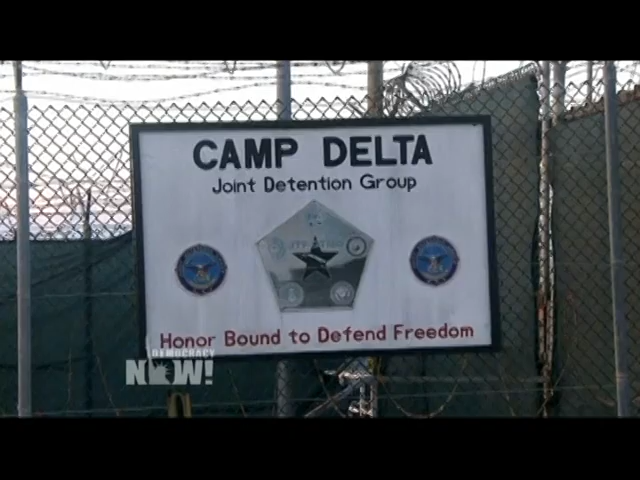 CAMP DELTA
Joint Detention Group
Honor Bound to Defend Freedom
DEMOCRACY
NOW!